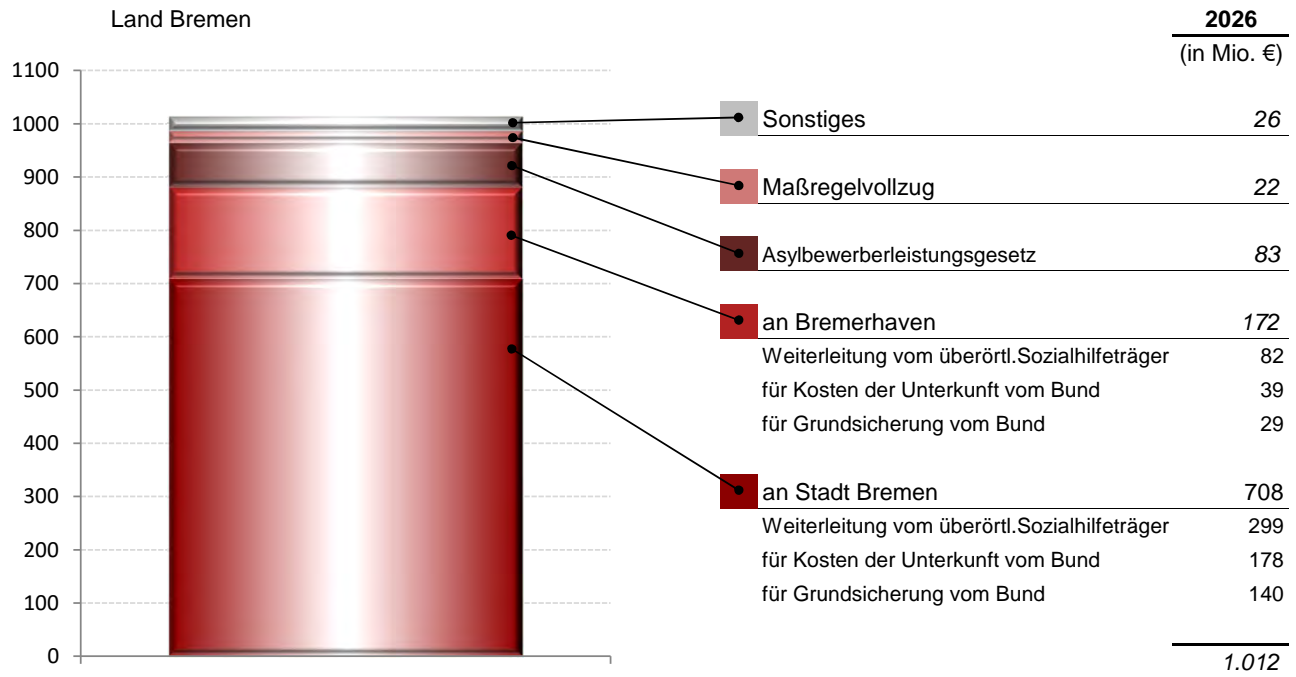 Land Bremen
2026
(in Mio. €)
1100
1000
900
800
700
600
500
400
300
200
100
0
Sonstiges 26
Maßregelvollzug 22
Asylbewerberleistungsgesetz 83
an Bremerhaven 172
Weiterleitung vom überörtl.Sozialhilfeträger 82
für Kosten der Unterkunft vom Bund 39
für Grundsicherung vom Bund 29
an Stadt Bremen 708
Weiterleitung vom überörtl.Sozialhilfeträger 299
für Kosten der Unterkunft vom Bund 178
für Grundsicherung vom Bund 140
1.012